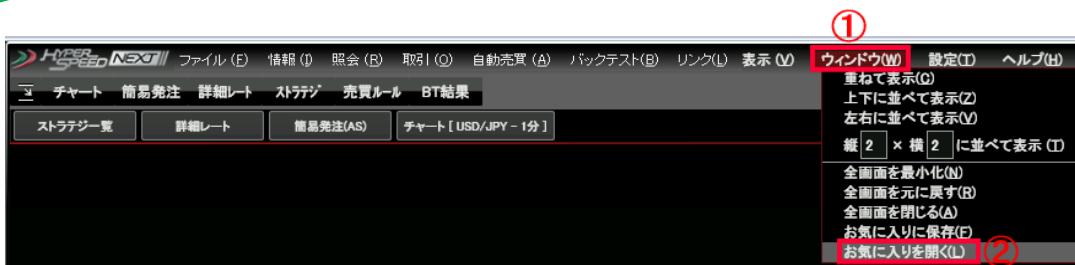 ①
HYPER SPEED NEXT ファイル(F) 情報(I) 照会(R) 取引(O) 自動売買(A) バックテスト(B) リンク(L) 表示(V) ウィンドウ(W) 設定(T) ヘルプ(H)
チャート 簡易発注 詳細レート ストラテジ 売買ルール BT結果
ストラテジー覧 詳細レート 簡易発注(AS) チャート [ USD/JPY - 1分 ]
重ねて表示(C)
上下に並べて表示(Z)
左右に並べて表示(V)
縦 2 × 横 2 に並べて表示(T)
全画面を最小化(N)
全画面を元に戻す(R)
全画面を閉じる(A)
お気に入りに保存(F)
お気に入りを開く(L) ②